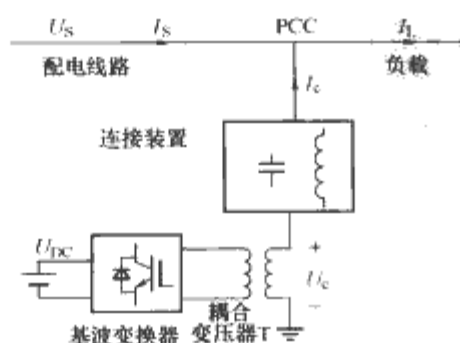 U_S I_S PCC I_L
配电线路 负载
I_c
连接装置
U_DC + U_c −
耦合
基波变换器 变压器T